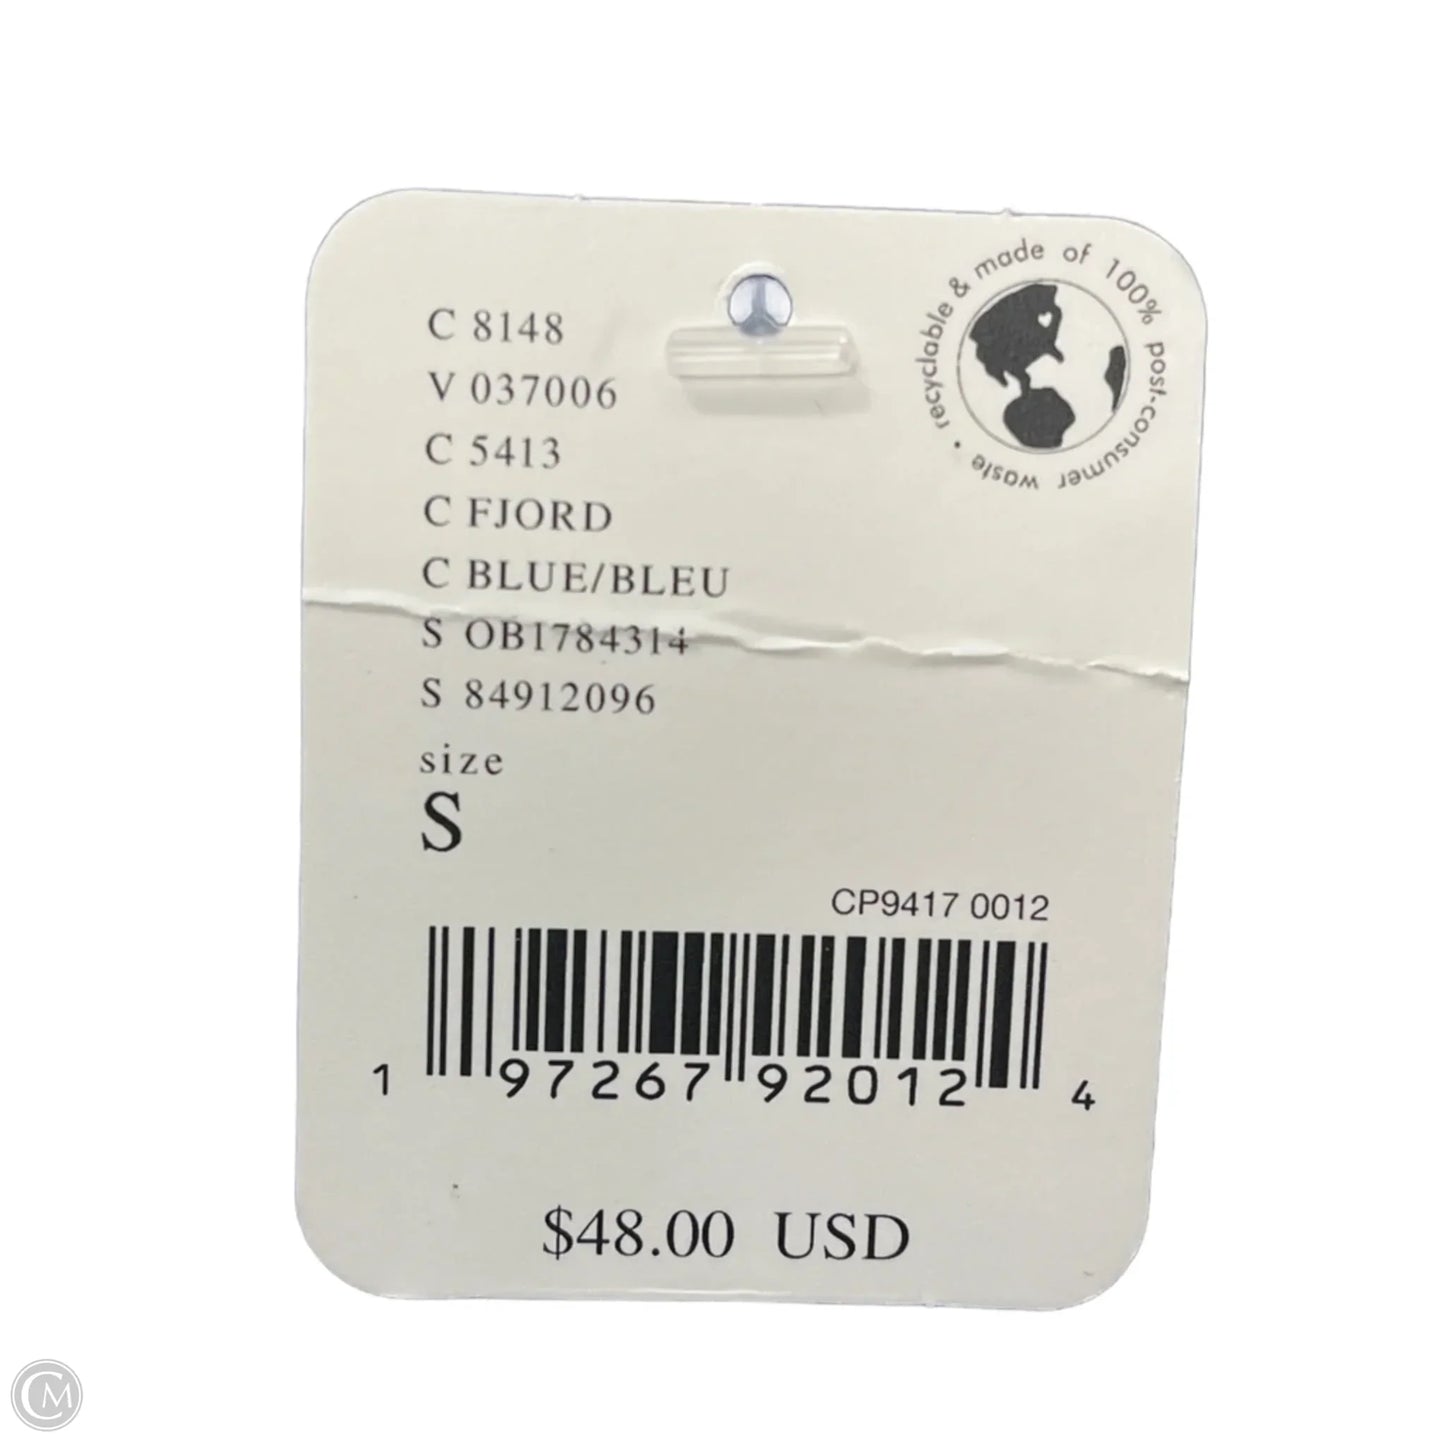 C 8148
V 037006
C 5413
C FJORD
C BLUE/BLEU
S OB1784314
S 84912096
size
S
recyclable & made of 100% post-consumer waste •
CP9417 0012
1 97267 92012 4
$48.00 USD
CM